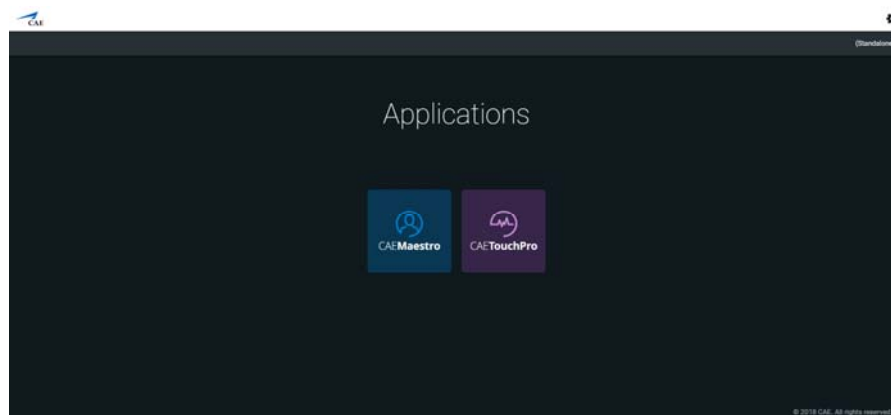 CAE
(Standalone
Applications
CAEMaestro
CAETouchPro
© 2018 CAE. All rights reserved.